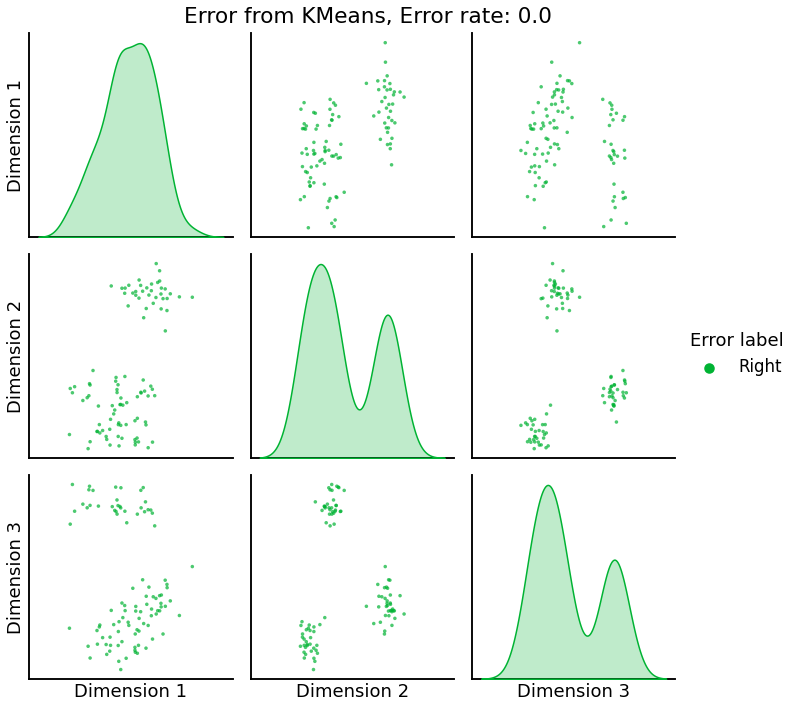 Error from KMeans, Error rate: 0.0
Dimension 1
Dimension 2
Error label
Right
Dimension 3
Dimension 1
Dimension 2
Dimension 3